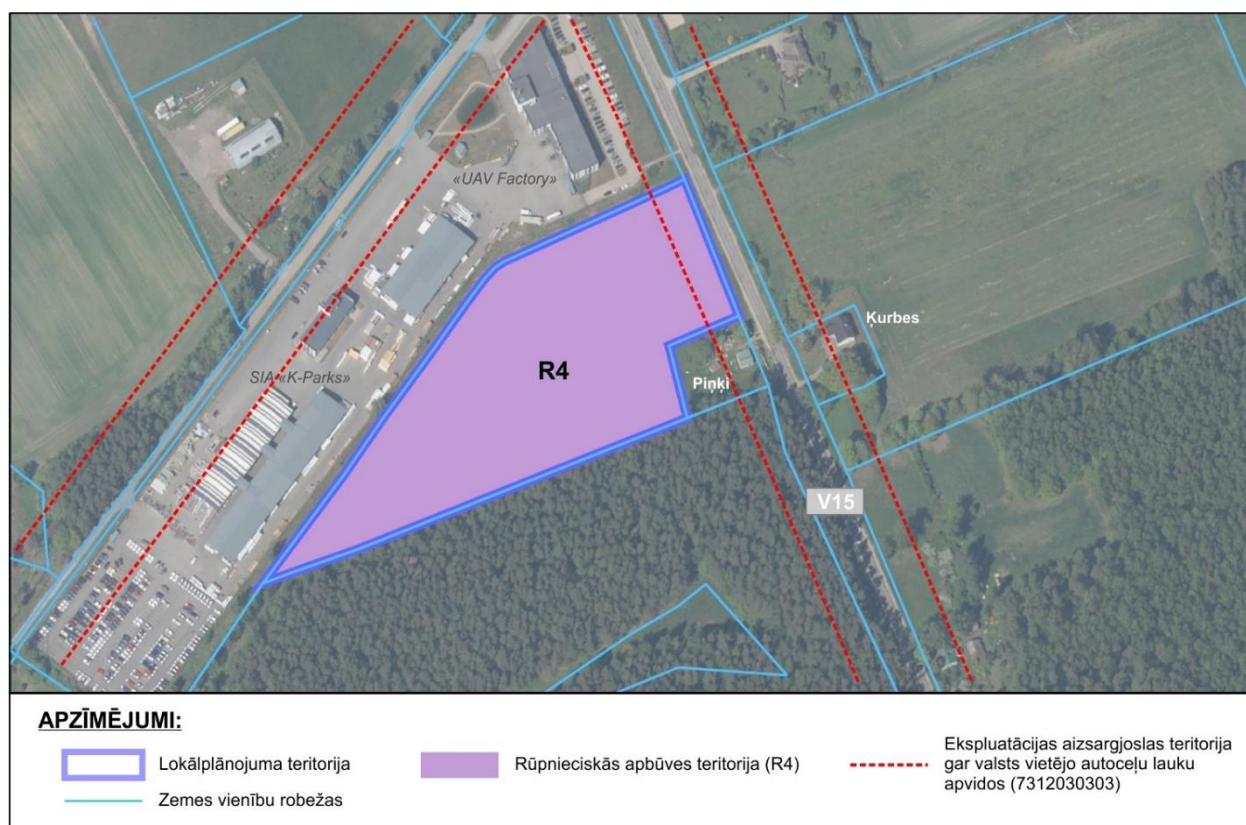 «UAV Factory»
Ķurbes
R4
SIA «K-Parks»
Piņķi
V15
APZĪMĒJUMI:
Lokālplānojuma teritorija
Zemes vienību robežas
Rūpnieciskās apbūves teritorija (R4)
Ekspluatācijas aizsargjoslas teritorija
gar valsts vietējo autoceļu lauku
apvidos (7312030303)